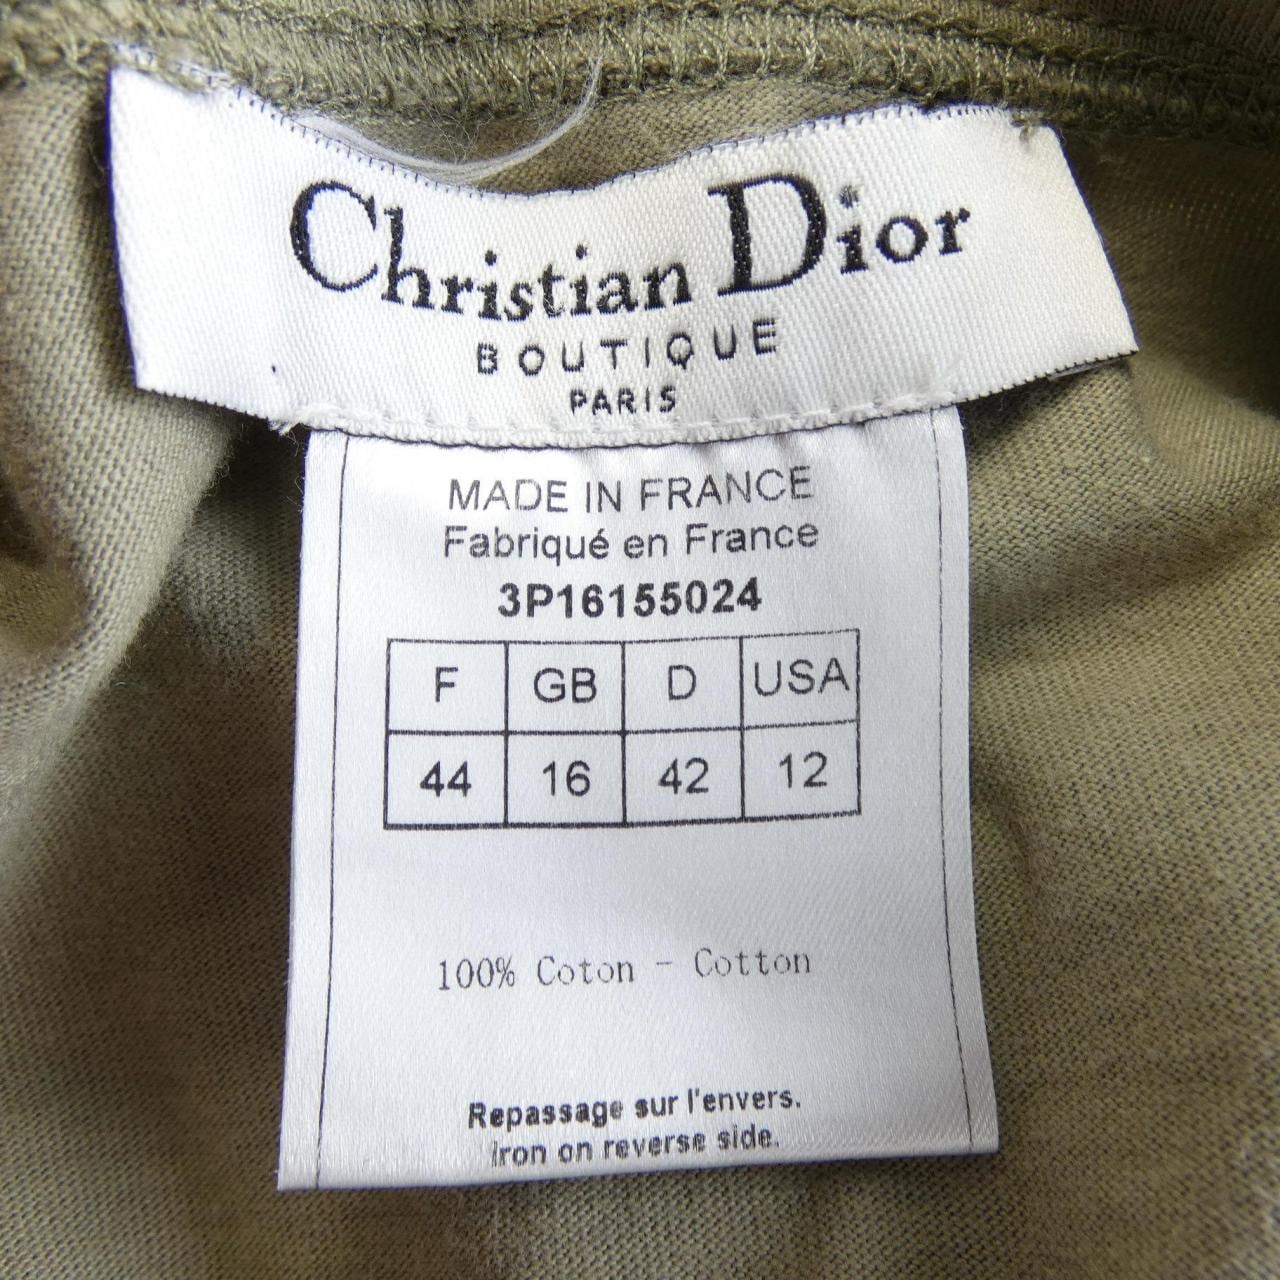 Christian Dior
BOUTIQUE
PARIS
MADE IN FRANCE
Fabriqué en France
3P16155024
F GB D USA
44 16 42 12
100% Coton - Cotton
Repassage sur l'envers.
Iron on reverse side.